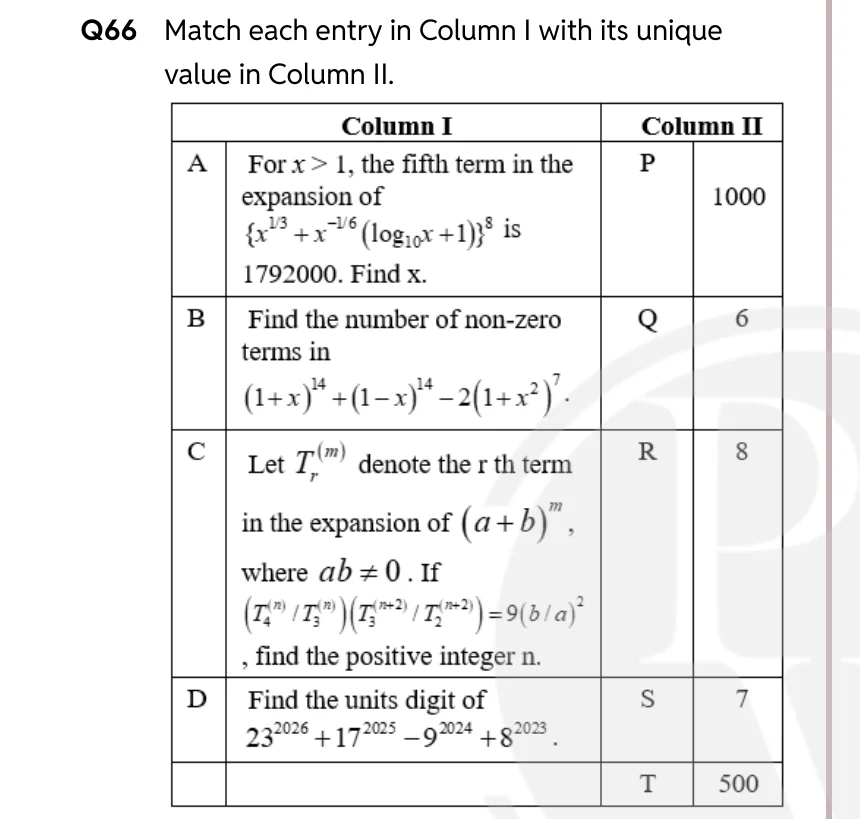 Q66 Match each entry in Column I with its unique
value in Column II.
Column I Column II
A For x > 1, the fifth term in the P 1000
expansion of
{x^{1/3} + x^{-1/6} (log₁₀x + 1)}^8 is
1792000. Find x.
B Find the number of non-zero Q 6
terms in
(1+x)^{14} + (1−x)^{14} − 2(1+x^2)^7.
C Let T_r^{(m)} denote the r th term R 8
in the expansion of (a+b)^m,
where ab ≠ 0. If
(T_4^{(n)} / T_3^{(n)})(T_3^{(n+2)} / T_2^{(n+2)}) = 9(b/a)^2
, find the positive integer n.
D Find the units digit of S 7
23^{2026} + 17^{2025} − 9^{2024} + 8^{2023}.
T 500